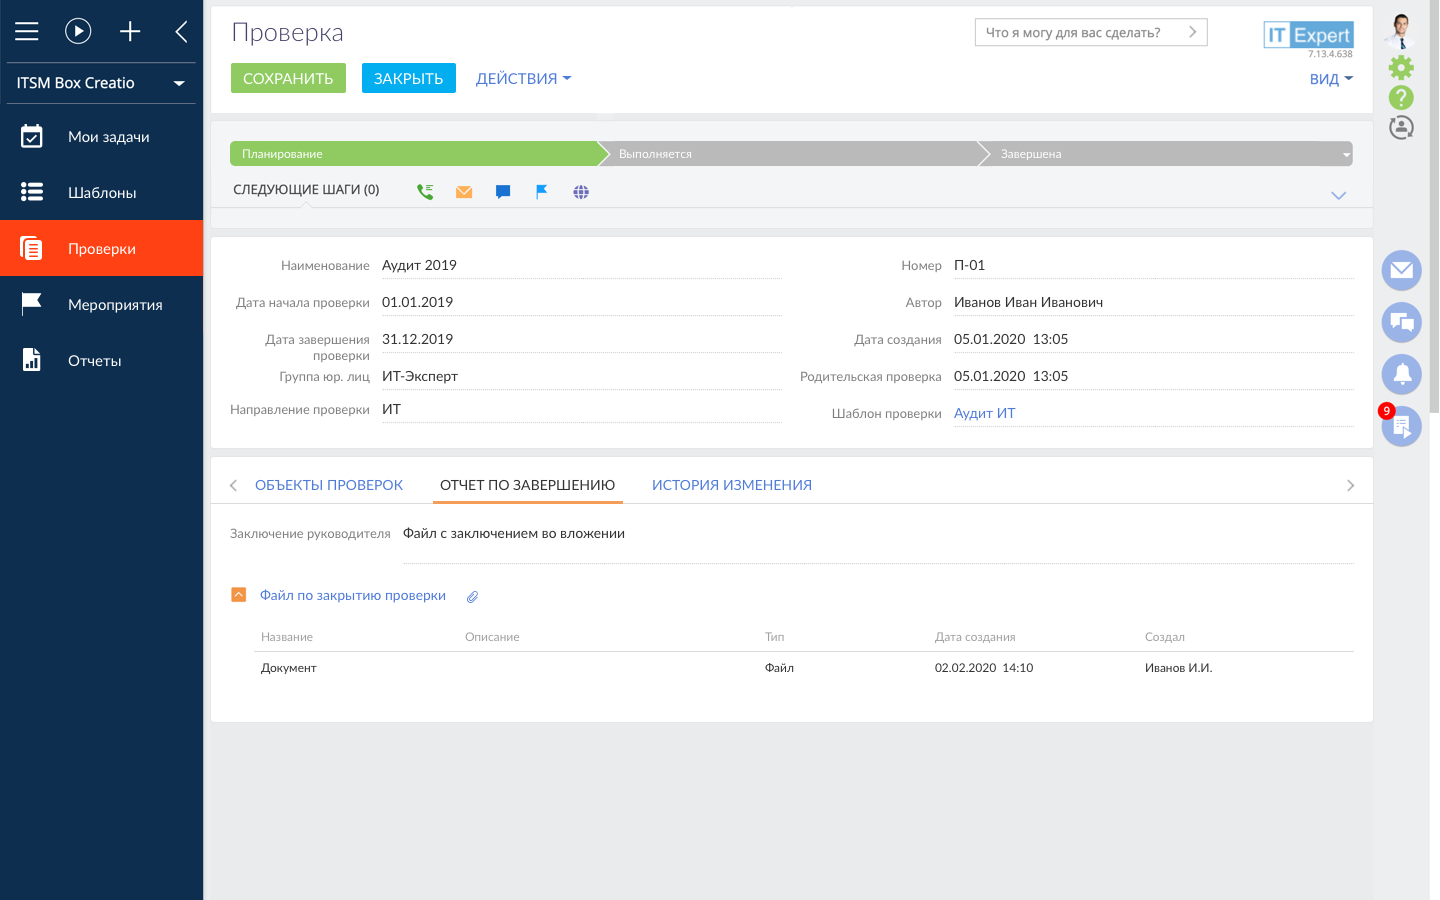 ITSM Box Creatio
Мои задачи
Шаблоны
Проверки
Мероприятия
Отчеты
Проверка
Что я могу для вас сделать?
IT Expert
7.13.4.638
СОХРАНИТЬ
ЗАКРЫТЬ
ДЕЙСТВИЯ
ВИД
Планирование
Выполняется
Завершена
СЛЕДУЮЩИЕ ШАГИ (0)
Наименование Аудит 2019
Дата начала проверки 01.01.2019
Дата завершения
проверки 31.12.2019
Группа юр. лиц ИТ-Эксперт
Направление проверки ИТ
Номер П-01
Автор Иванов Иван Иванович
Дата создания 05.01.2020 13:05
Родительская проверка 05.01.2020 13:05
Шаблон проверки Аудит ИТ
9
ОБЪЕКТЫ ПРОВЕРОК ОТЧЕТ ПО ЗАВЕРШЕНИЮ ИСТОРИЯ ИЗМЕНЕНИЯ
Заключение руководителя Файл с заключением во вложении
Файл по закрытию проверки
Название Описание Тип Дата создания Создал
Документ Файл 02.02.2020 14:10 Иванов И.И.